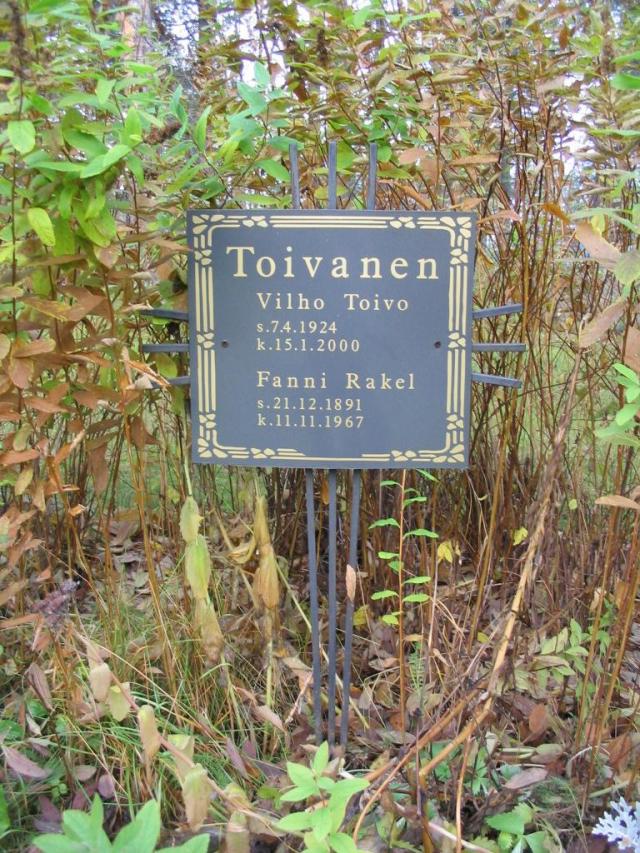 Toivanen
Vilho Toivo
s.7.4.1924
k.15.1.2000
Fanni Rakel
s.21.12.1891
k.11.11.1967